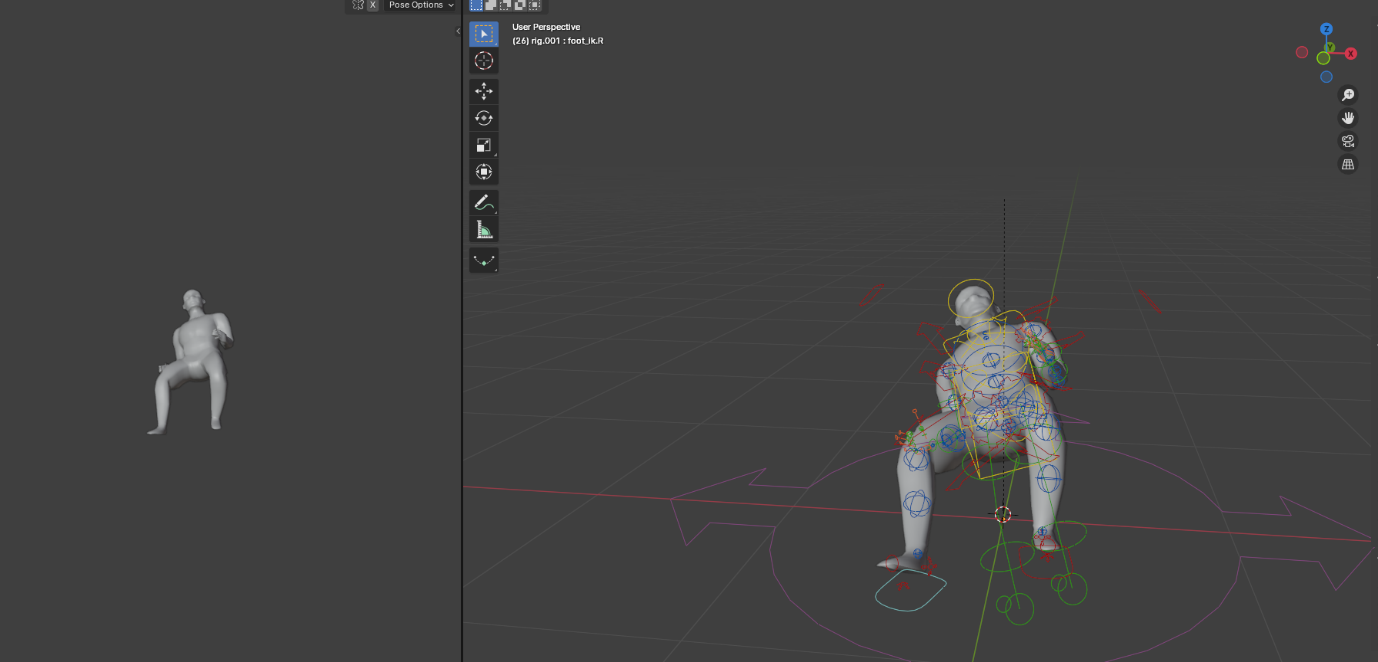 X
Pose Options
User Perspective
(26) rig.001 : foot_ik.R
Z
Y
X